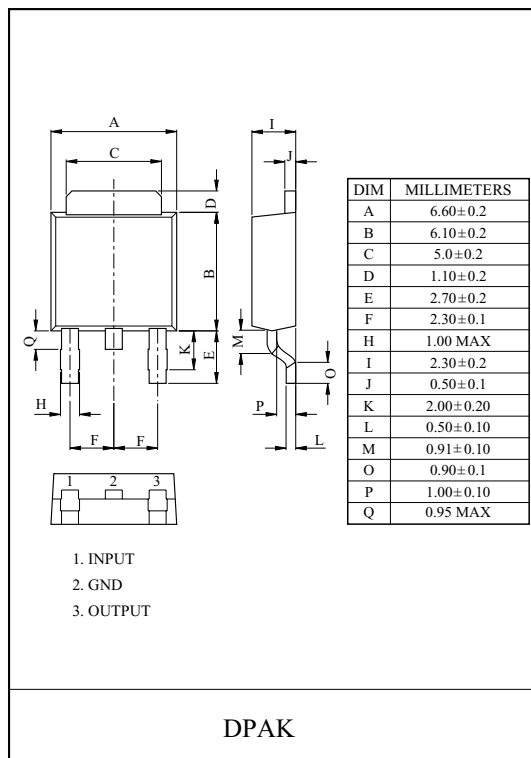 A
C
D
B
Q
K
E
H
F F
I
J
M
O
P
L
1 2 3
1. INPUT
2. GND
3. OUTPUT
DIM MILLIMETERS
A 6.60±0.2
B 6.10±0.2
C 5.0±0.2
D 1.10±0.2
E 2.70±0.2
F 2.30±0.1
H 1.00 MAX
I 2.30±0.2
J 0.50±0.1
K 2.00±0.20
L 0.50±0.10
M 0.91±0.10
O 0.90±0.1
P 1.00±0.10
Q 0.95 MAX
DPAK